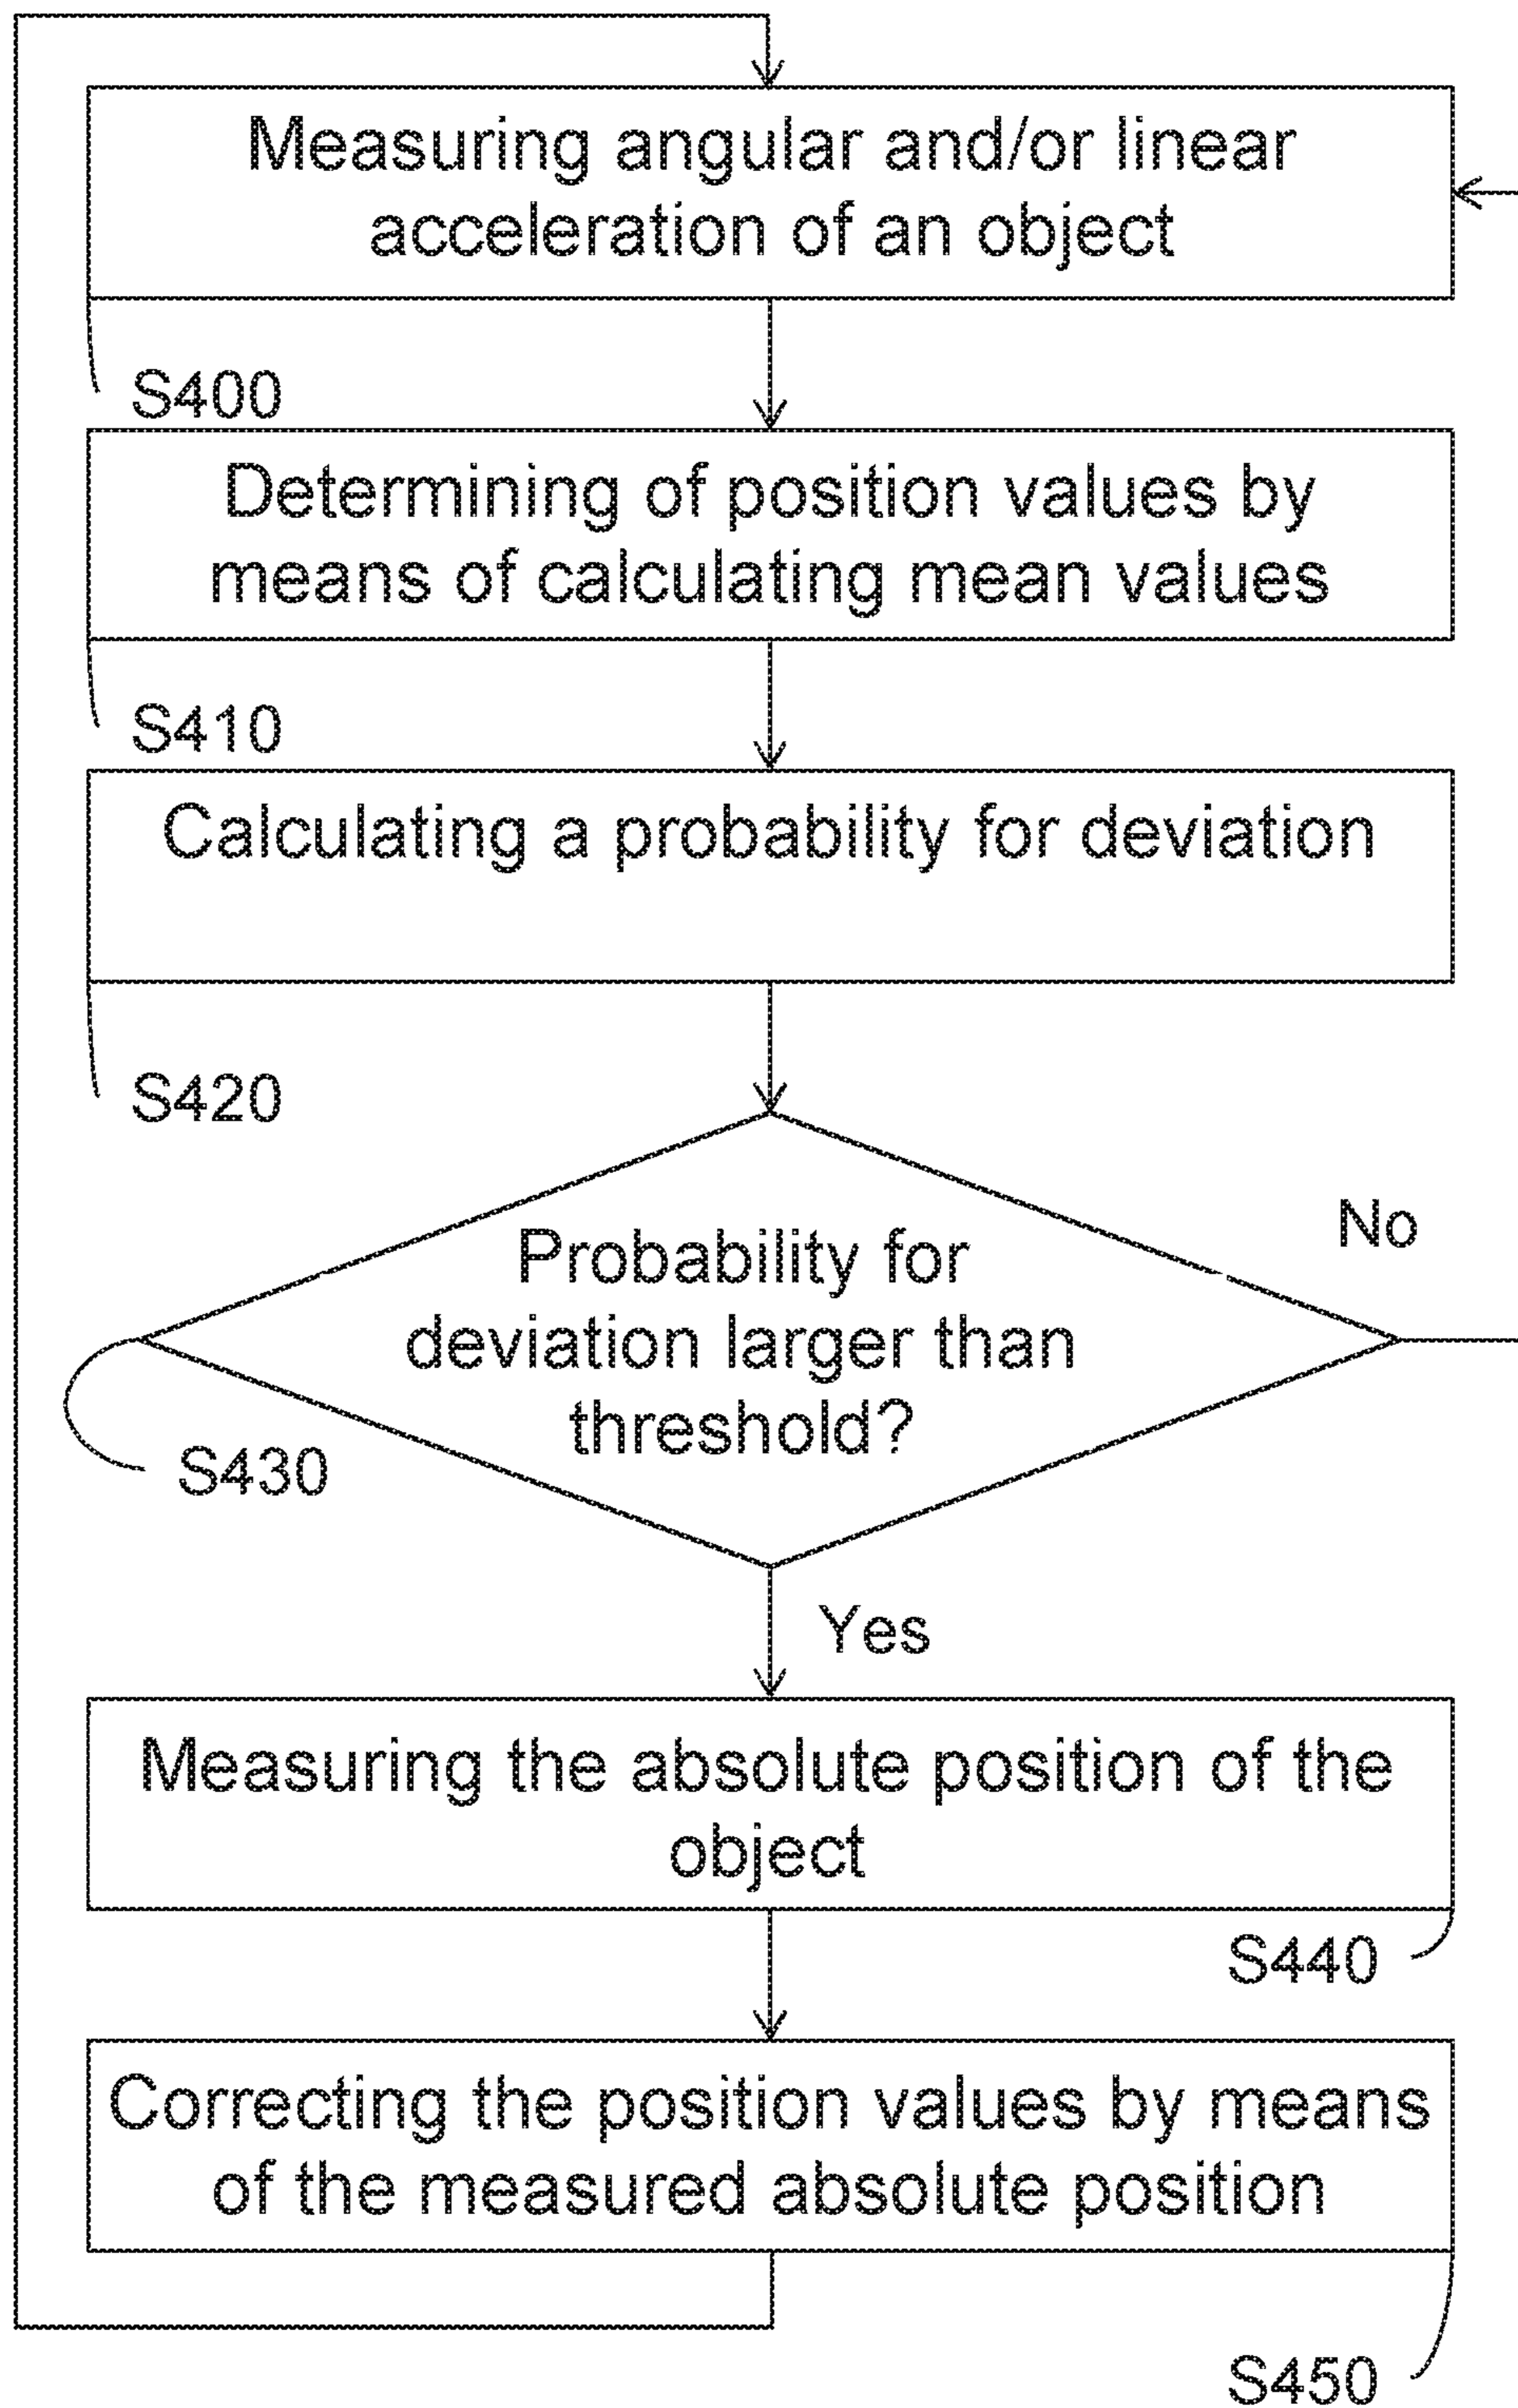 Measuring angular and/or linear
acceleration of an object
S400
Determining of position values by
means of calculating mean values
S410
Calculating a probability for deviation
S420
No
Probability for
deviation larger than
threshold?
S430
Yes
Measuring the absolute position of the
object
S440
Correcting the position values by means
of the measured absolute position
S450